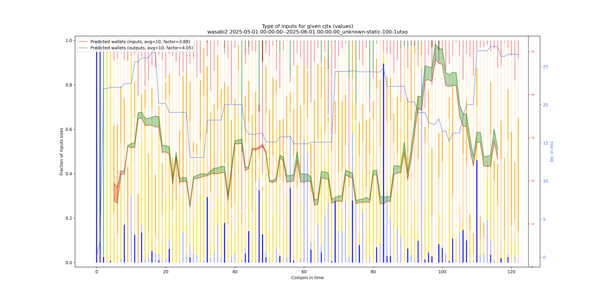 Type of inputs for given cjtx (values)
wasabi2 2025-05-01 00-00-00--2025-06-01 00-00-00_unknown-static-100-1utxo
Predicted wallets (inputs, avg=10, factor=3.88)
Predicted wallets (outputs, avg=10, factor=4.05)
Fraction of inputs sizes
1.0
0.8
0.6
0.4
0.2
0.0
0 20 40 60 80 100 120
Conjoin in time
25
20
15
10
5
0
btc in mix